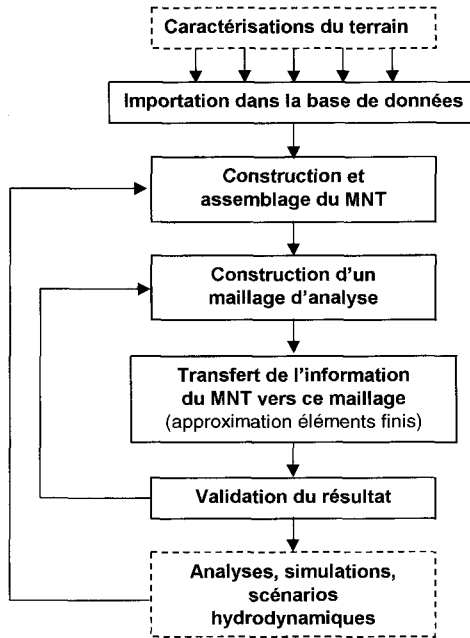 Caractérisations du terrain
Importation dans la base de données
Construction et
assemblage du MNT
Construction d'un
maillage d'analyse
Transfert de l'information
du MNT vers ce maillage
(approximation éléments finis)
Validation du résultat
Analyses, simulations,
scénarios
hydrodynamiques